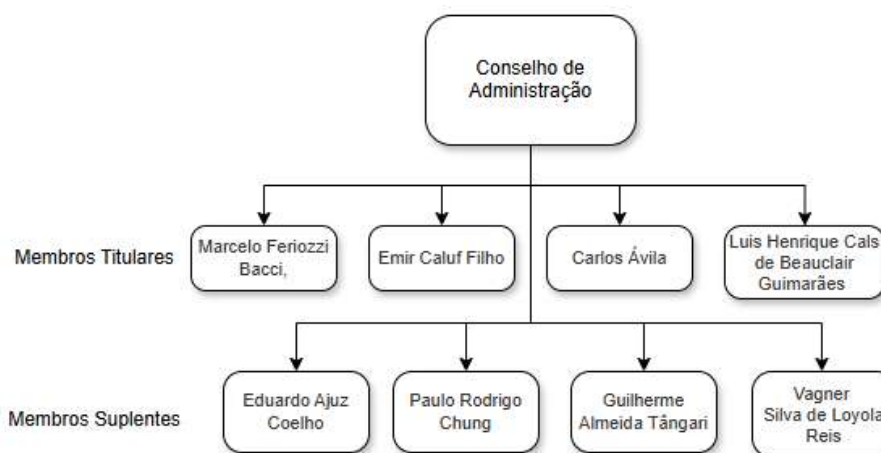 Conselho de
Administração
Membros Titulares
Marcelo Feriozzi
Bacci,
Emir Caluf Filho
Carlos Ávila
Luis Henrique Cals
de Beauclair
Guimarães
Membros Suplentes
Eduardo Ajuz
Coelho
Paulo Rodrigo
Chung
Guilherme
Almeida Tângari
Vagner
Silva de Loyola
Reis